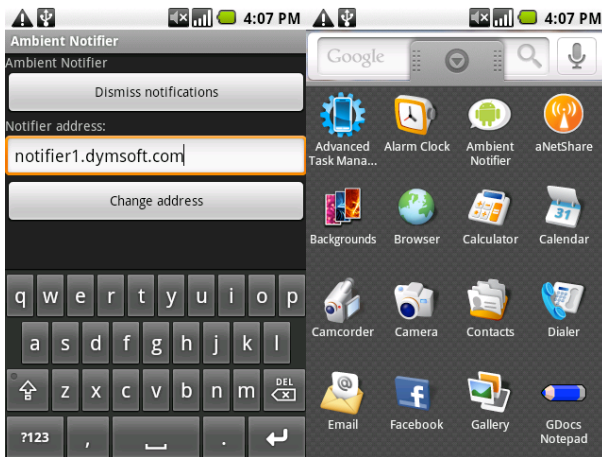 4:07 PM
Ambient Notifier
Ambient Notifier
Dismiss notifications
Notifier address:
notifier1.dymsoft.com
Change address
q w e r t y u i o p
a s d f g h j k l
z x c v b n m DEL
?123 , .
4:07 PM
Google
Advanced Task Mana...
Alarm Clock
Ambient Notifier
aNetShare
Backgrounds
Browser
Calculator
31
Calendar
Camcorder
Camera
Contacts
Dialer
@
Email
f
Facebook
Gallery
GDocs Notepad